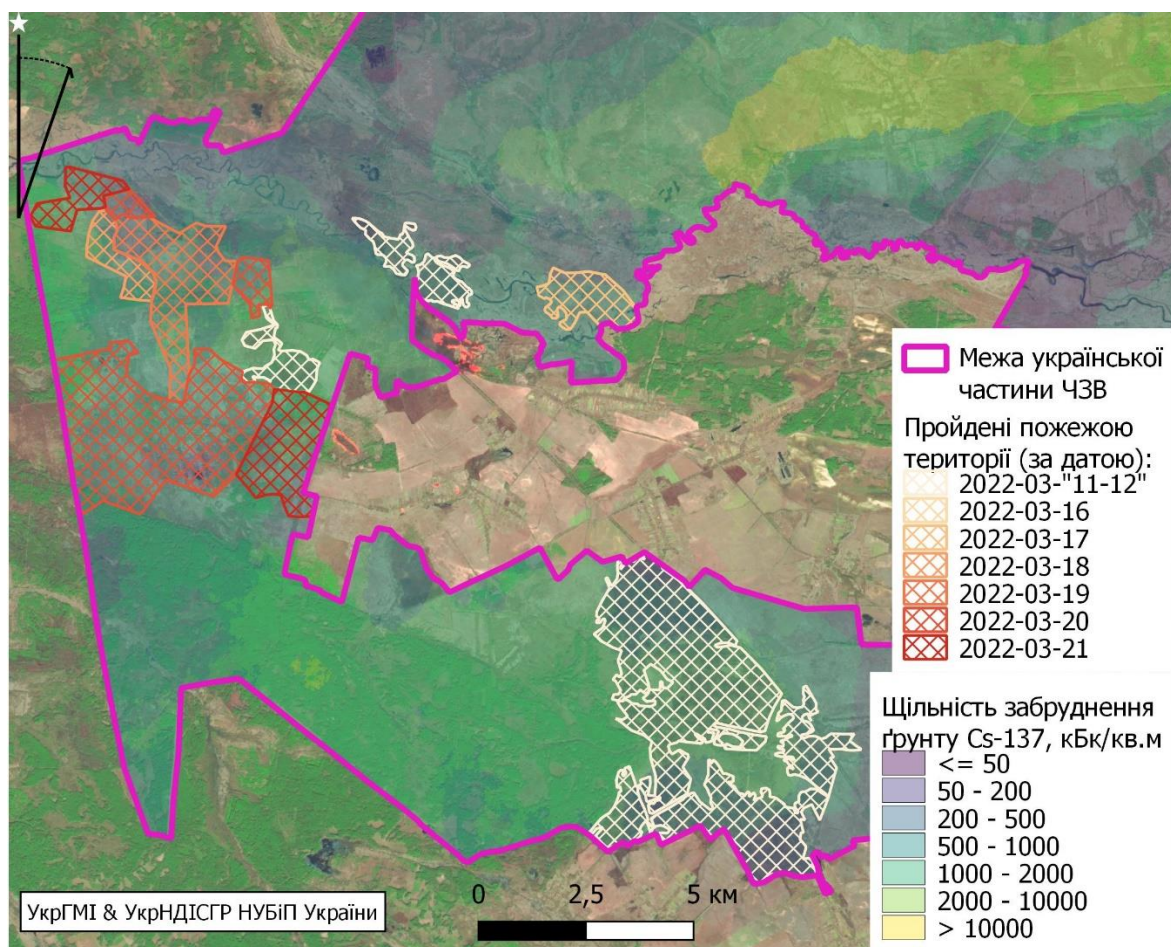 Межа української
частини ЧЗВ
Пройдені пожежою
території (за датою):
2022-03-"11-12"
2022-03-16
2022-03-17
2022-03-18
2022-03-19
2022-03-20
2022-03-21
Щільність забруднення
ґрунту Cs-137, кБк/кв.м
<= 50
50 - 200
200 - 500
500 - 1000
1000 - 2000
2000 - 10000
> 10000
0 2,5 5 км
УкрГМІ & УкрНДІСГР НУБіП України